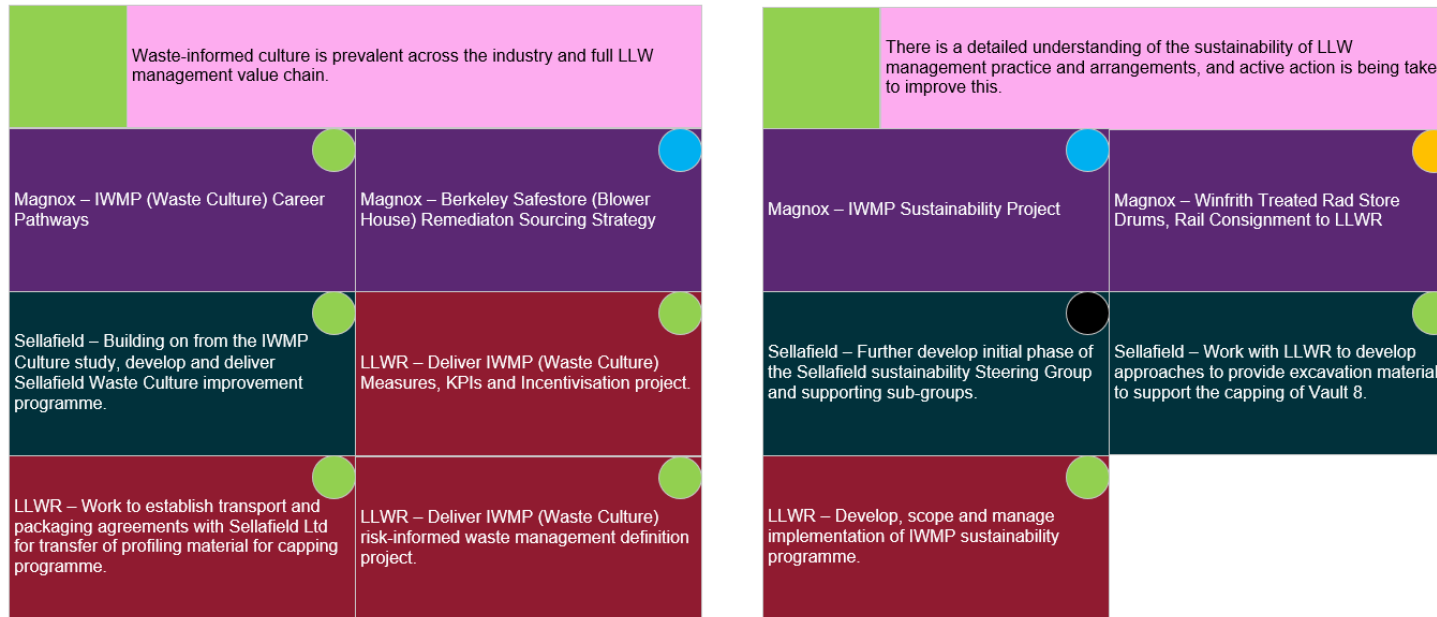 Waste-informed culture is prevalent across the industry and full LLW
management value chain.
Magnox – IWMP (Waste Culture) Career
Pathways
Magnox – Berkeley Safestore (Blower
House) Remediaton Sourcing Strategy
Sellafield – Building on from the IWMP
Culture study, develop and deliver
Sellafield Waste Culture improvement
programme.
LLWR – Deliver IWMP (Waste Culture)
Measures, KPIs and Incentivisation project.
LLWR – Work to establish transport and
packaging agreements with Sellafield Ltd
for transfer of profiling material for capping
programme.
LLWR – Deliver IWMP (Waste Culture)
risk-informed waste management definition
project.
There is a detailed understanding of the sustainability of LLW
management practice and arrangements, and active action is being take
to improve this.
Magnox – IWMP Sustainability Project
Magnox – Winfrith Treated Rad Store
Drums, Rail Consignment to LLWR
Sellafield – Further develop initial phase of
the Sellafield sustainability Steering Group
and supporting sub-groups.
Sellafield – Work with LLWR to develop
approaches to provide excavation material
to support the capping of Vault 8.
LLWR – Develop, scope and manage
implementation of IWMP sustainability
programme.